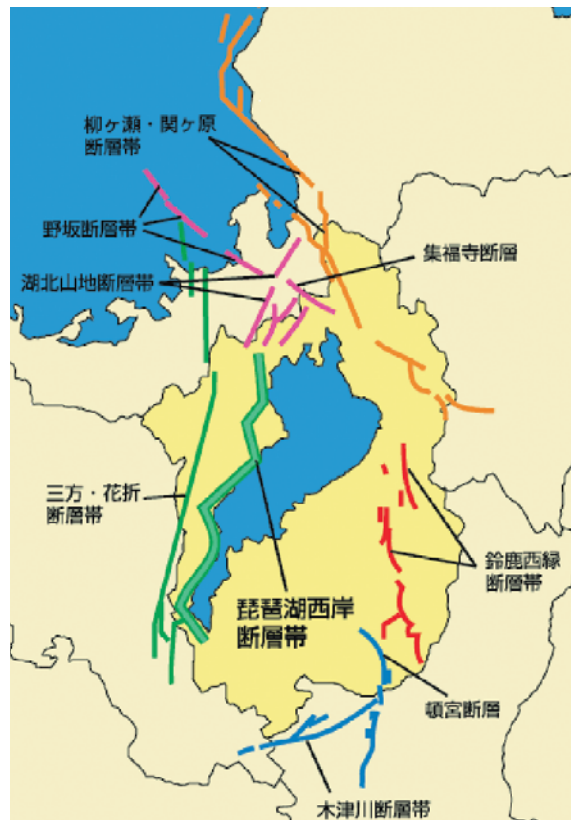 柳ヶ瀬・関ヶ原
断層帯
野坂断層帯
集福寺断層
湖北山地断層帯
三方・花折
断層帯
鈴鹿西縁
断層帯
琵琶湖西岸
断層帯
頓宮断層
木津川断層帯